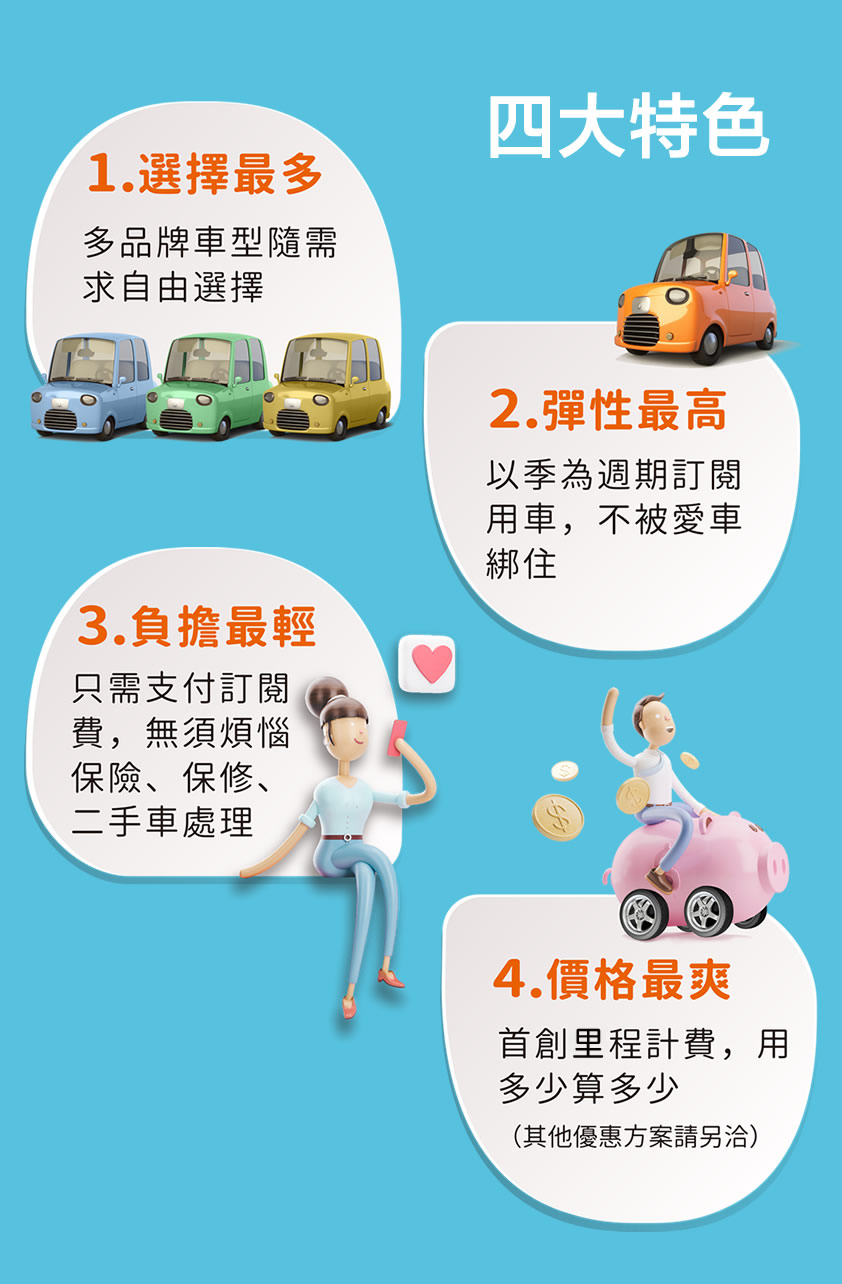 四大特色
1.選擇最多
多品牌車型隨需
求自由選擇
2.彈性最高
以季為週期訂閱
用車，不被愛車
綁住
3.負擔最輕
只需支付訂閱
費，無須煩惱
保險、保修、
二手車處理
4.價格最爽
首創里程計費，用
多少算多少
（其他優惠方案請另洽）